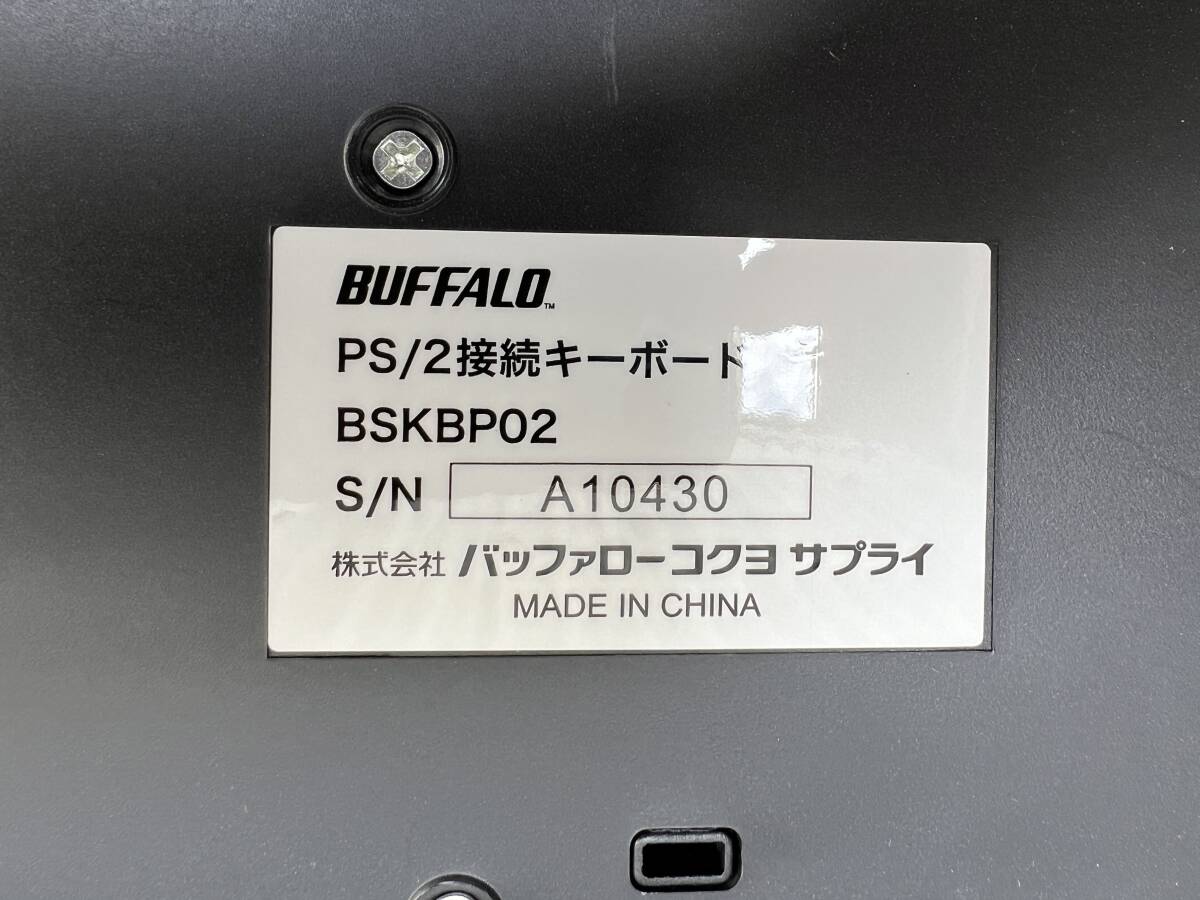 BUFFALO™
PS/2接続キーボード
BSKBP02
S/N A10430
株式会社 バッファローコクヨ サプライ
MADE IN CHINA